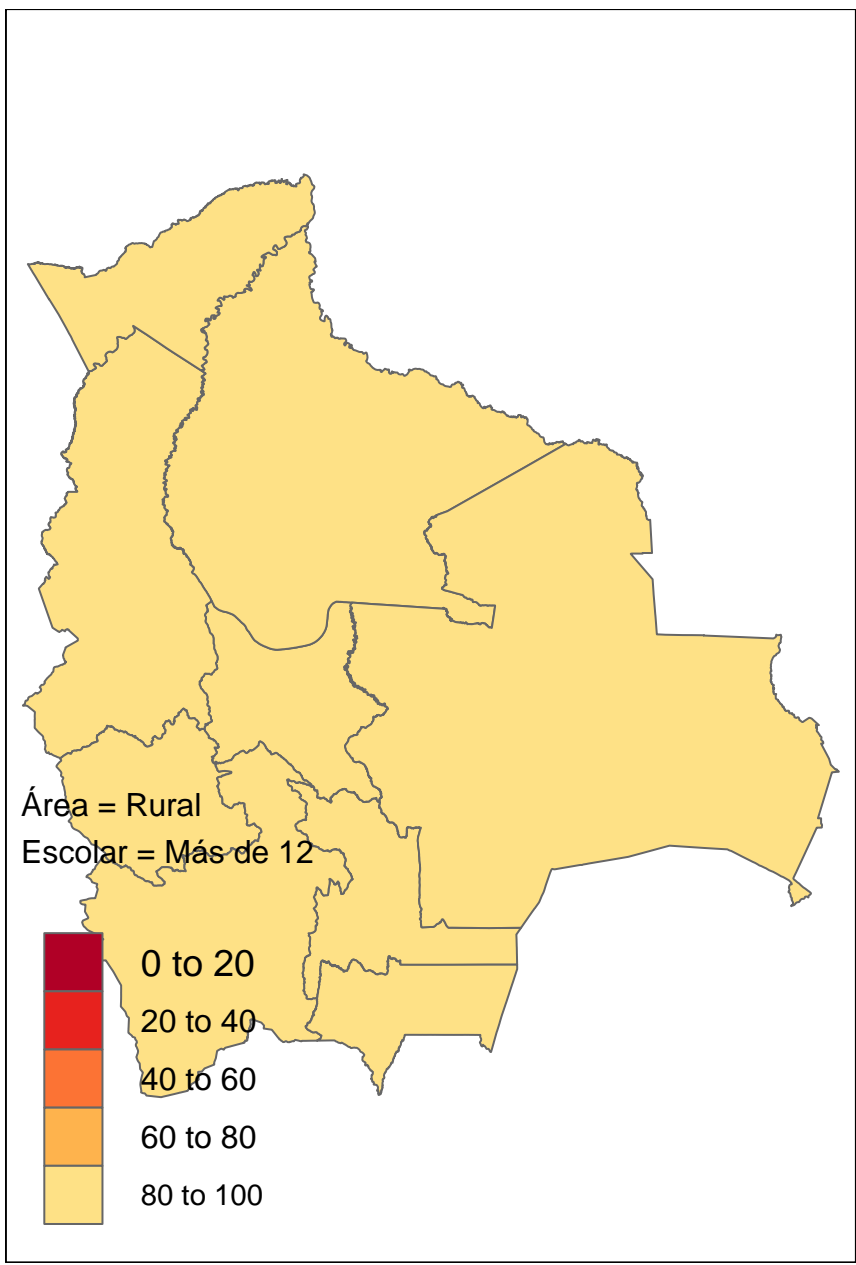 Área = Rural
Escolar = Más de 12
0 to 20
20 to 40
40 to 60
60 to 80
80 to 100